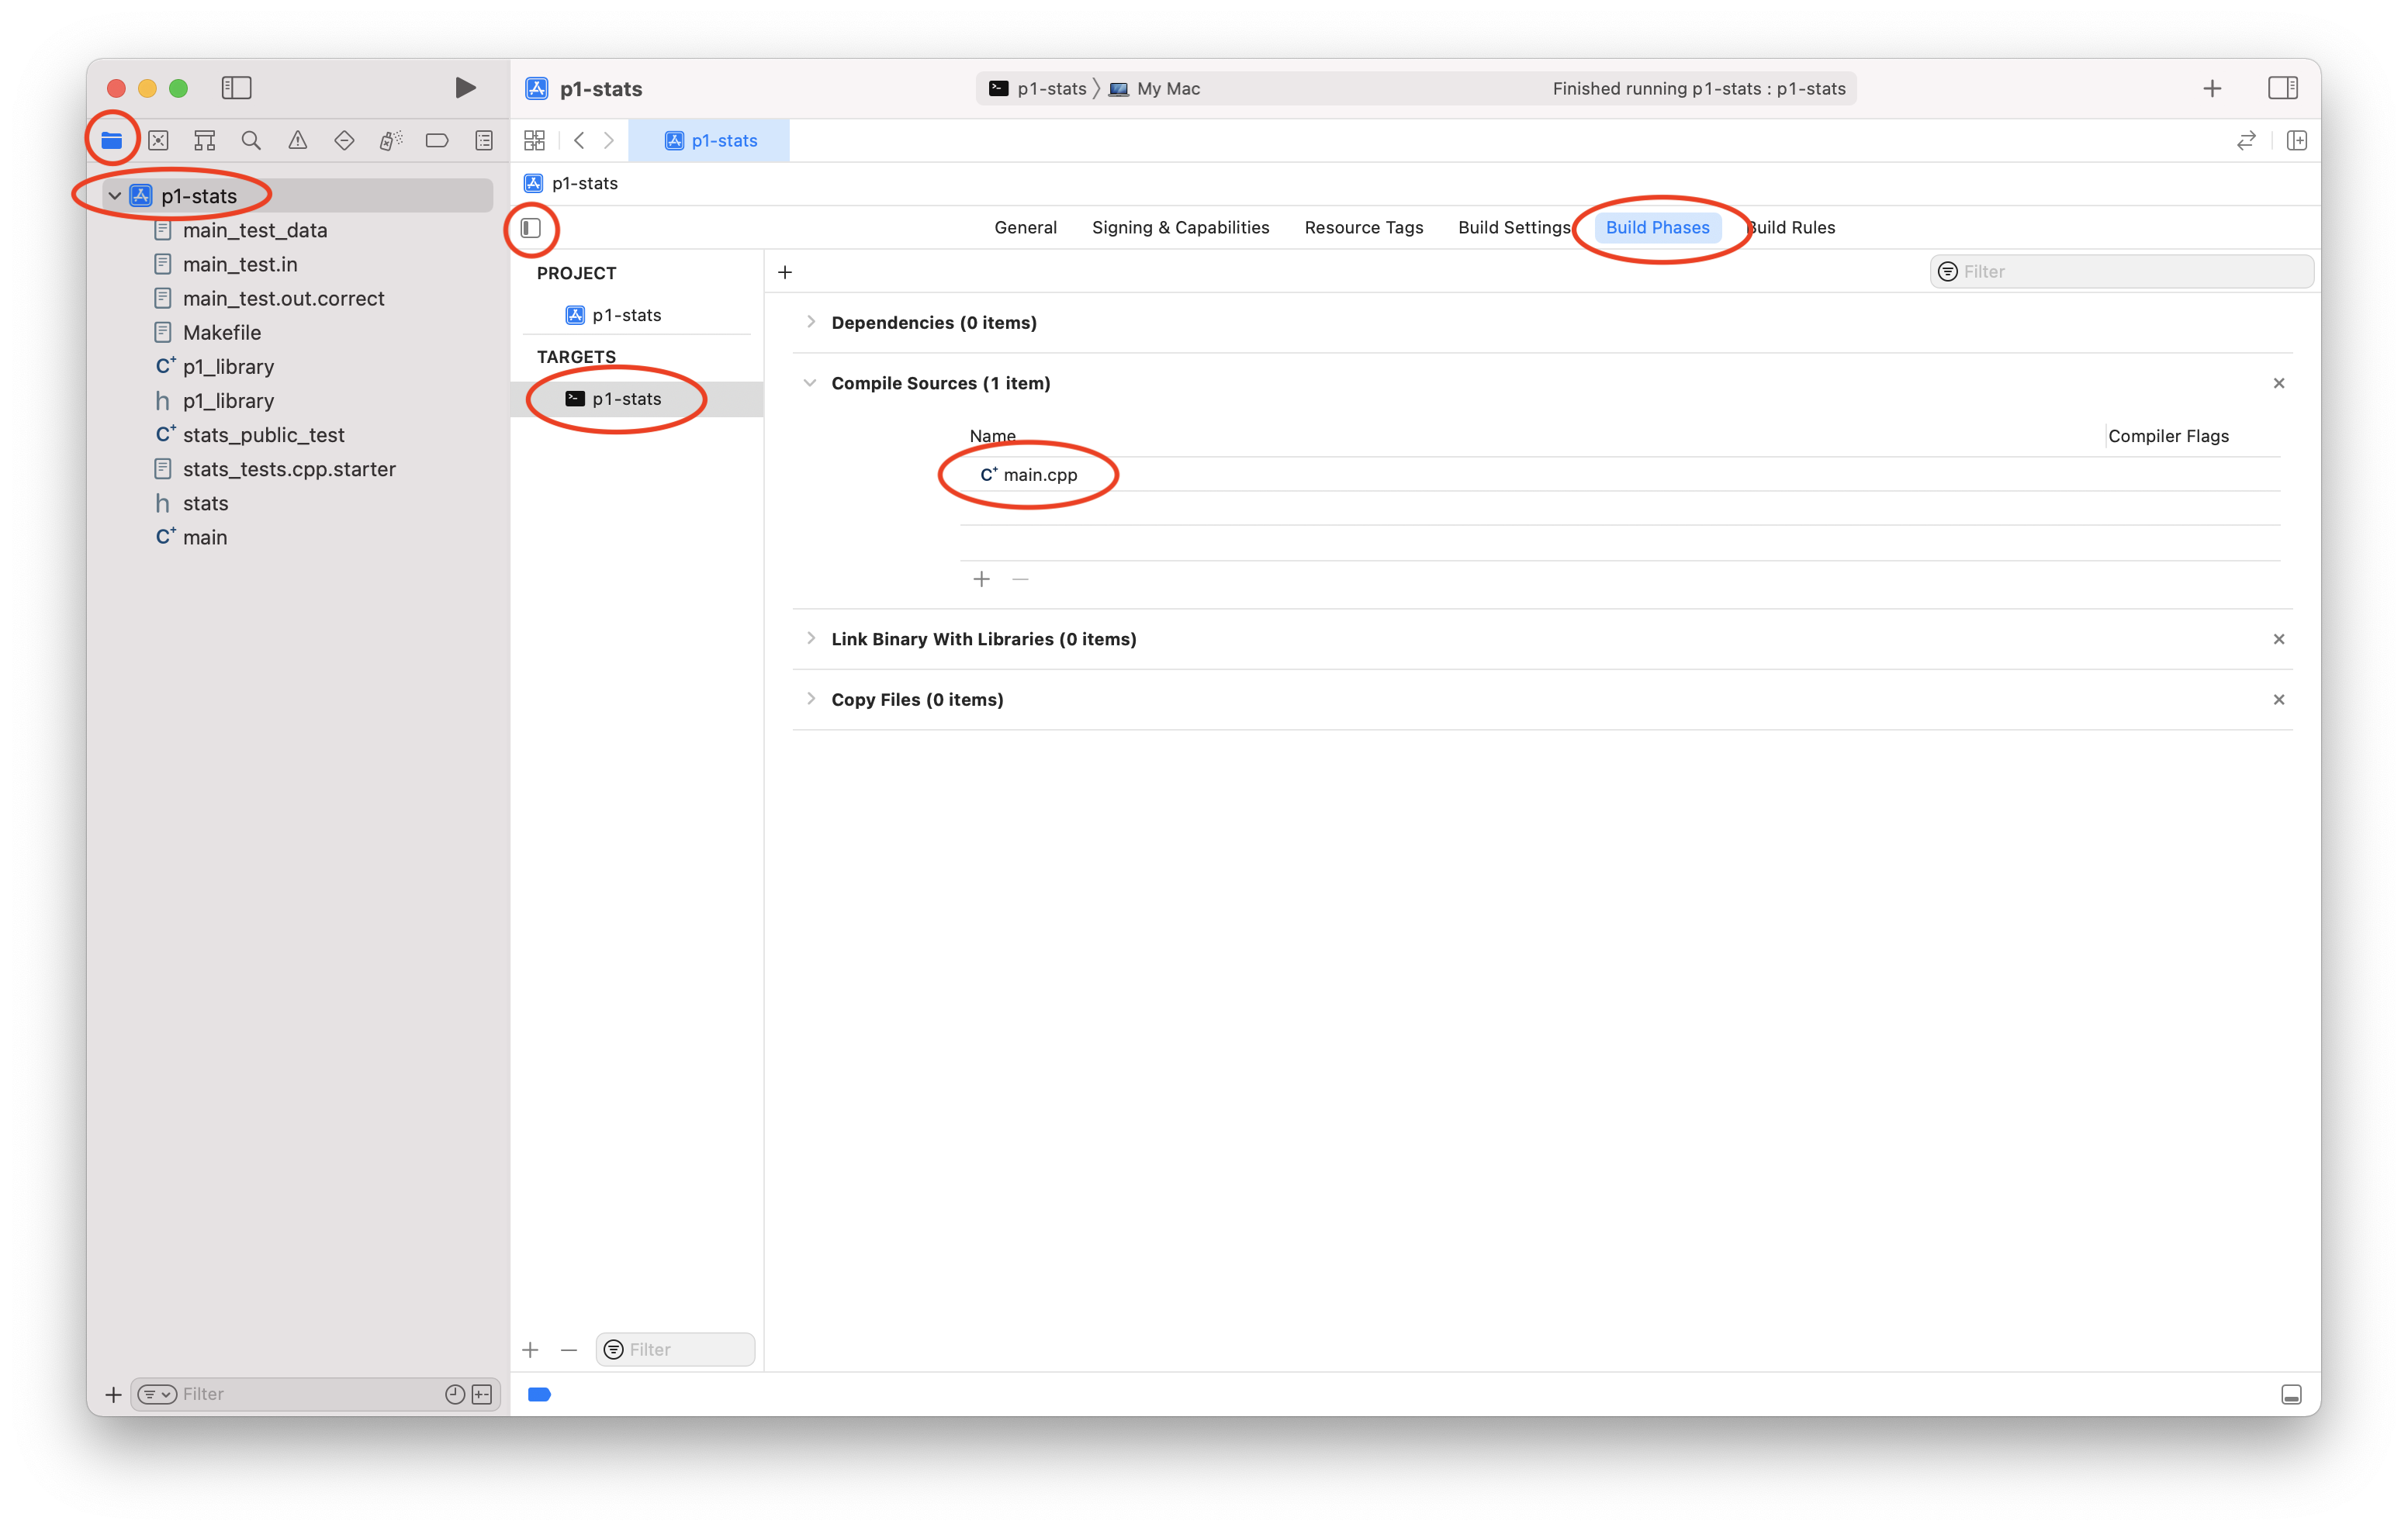 p1-stats
p1-stats
My Mac
Finished running p1-stats : p1-stats
p1-stats
p1-stats
main_test_data
main_test.in
main_test.out.correct
Makefile
p1_library
p1_library
stats_public_test
stats_tests.cpp.starter
stats
main
Filter
p1-stats
General
Signing & Capabilities
Resource Tags
Build Settings
Build Phases
Build Rules
PROJECT
p1-stats
TARGETS
p1-stats
Filter
Filter
Dependencies (0 items)
Compile Sources (1 item)
Name
Compiler Flags
main.cpp
Link Binary With Libraries (0 items)
Copy Files (0 items)